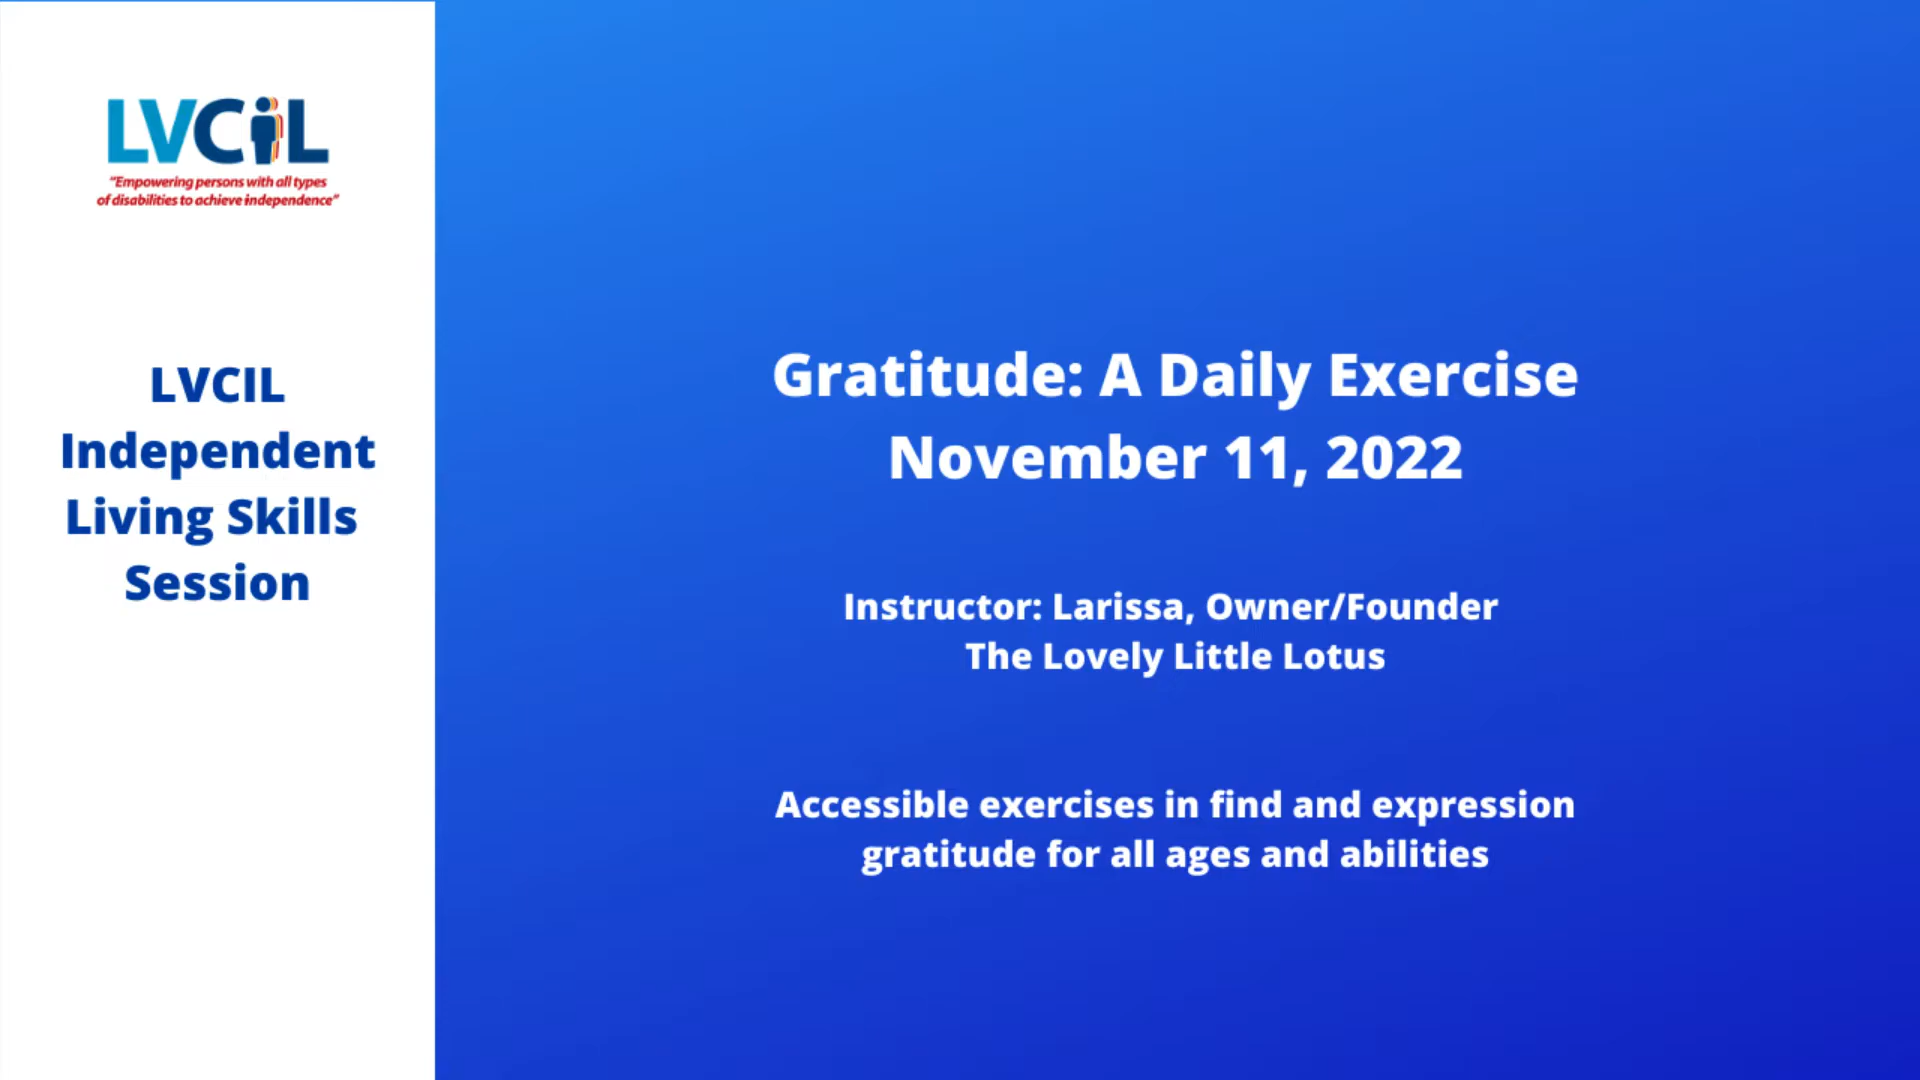 LVCiL
"Empowering persons with all types
of disabilities to achieve independence"
LVCIL
Independent
Living Skills
Session
Gratitude: A Daily Exercise
November 11, 2022
Instructor: Larissa, Owner/Founder
The Lovely Little Lotus
Accessible exercises in find and expression
gratitude for all ages and abilities